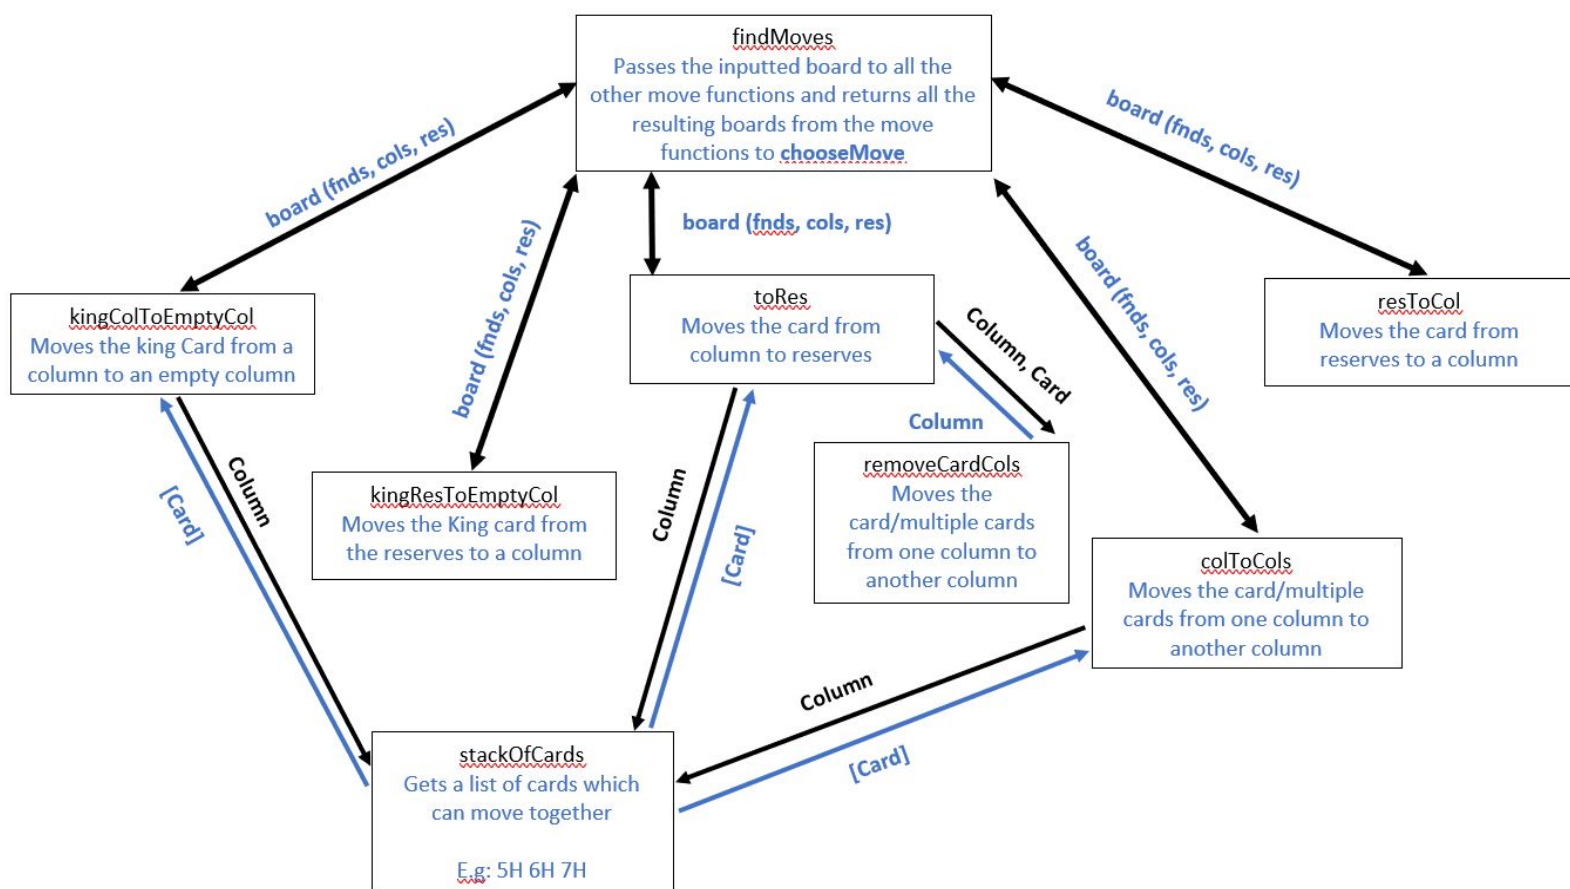 findMoves
Passes the inputted board to all the
other move functions and returns all the
resulting boards from the move
functions to chooseMove
board (fnds, cols, res)
board (fnds, cols, res)
board (fnds, cols, res)
board (fnds, cols, res)
board (fnds, cols, res)
kingColToEmptyCol
Moves the king Card from a
column to an empty column
toRes
Moves the card from
column to reserves
resToCol
Moves the card from
reserves to a column
Column, Card
Column
kingResToEmptyCol
Moves the King card from
the reserves to a column
removeCardCols
Moves the
card/multiple cards
from one column to
another column
colToCols
Moves the card/multiple
cards from one column to
another column
Column
[Card]
Column
[Card]
Column
[Card]
stackOfCards
Gets a list of cards which
can move together
E.g: 5H 6H 7H